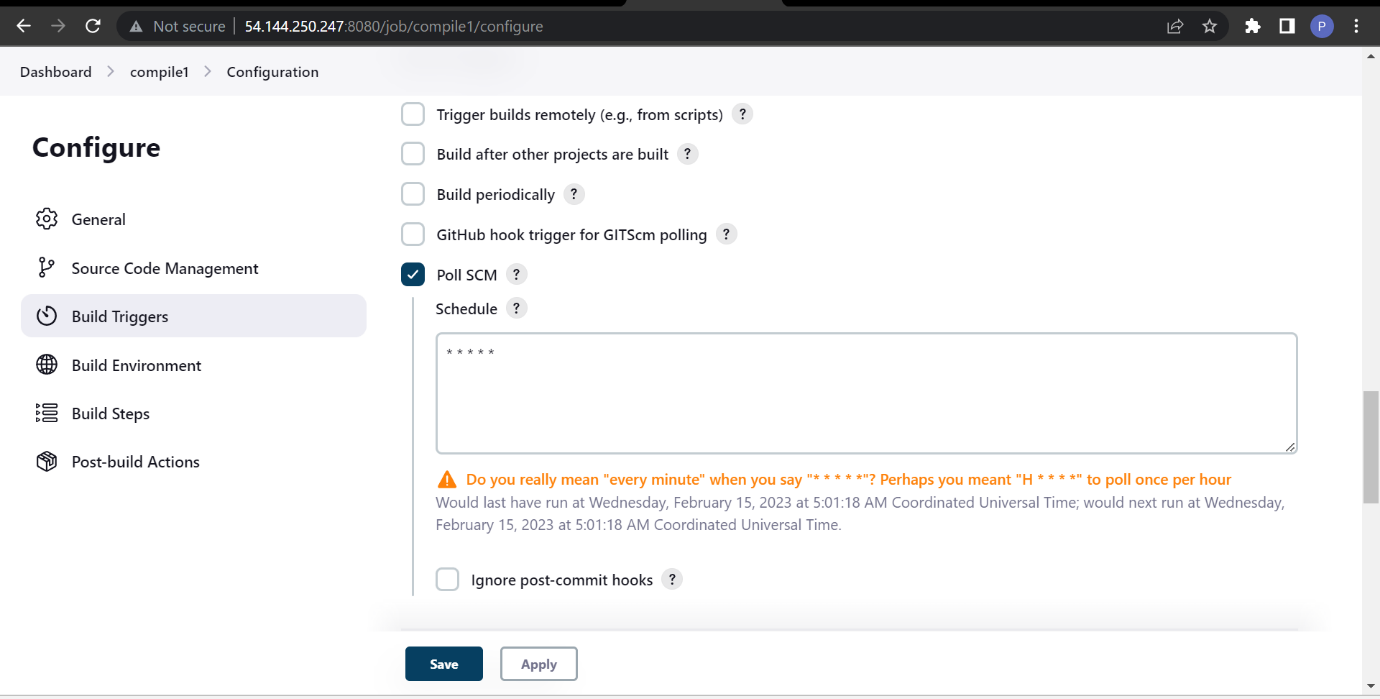 Not secure | 54.144.250.247:8080/job/compile1/configure
P
Dashboard > compile1 > Configuration
Configure
General
Source Code Management
Build Triggers
Build Environment
Build Steps
Post-build Actions
Trigger builds remotely (e.g., from scripts) ?
Build after other projects are built ?
Build periodically ?
GitHub hook trigger for GITScm polling ?
Poll SCM ?
Schedule ?
* * * * *
Do you really mean "every minute" when you say "* * * * *"? Perhaps you meant "H * * * *" to poll once per hour
Would last have run at Wednesday, February 15, 2023 at 5:01:18 AM Coordinated Universal Time; would next run at Wednesday,
February 15, 2023 at 5:01:18 AM Coordinated Universal Time.
Ignore post-commit hooks ?
Save
Apply